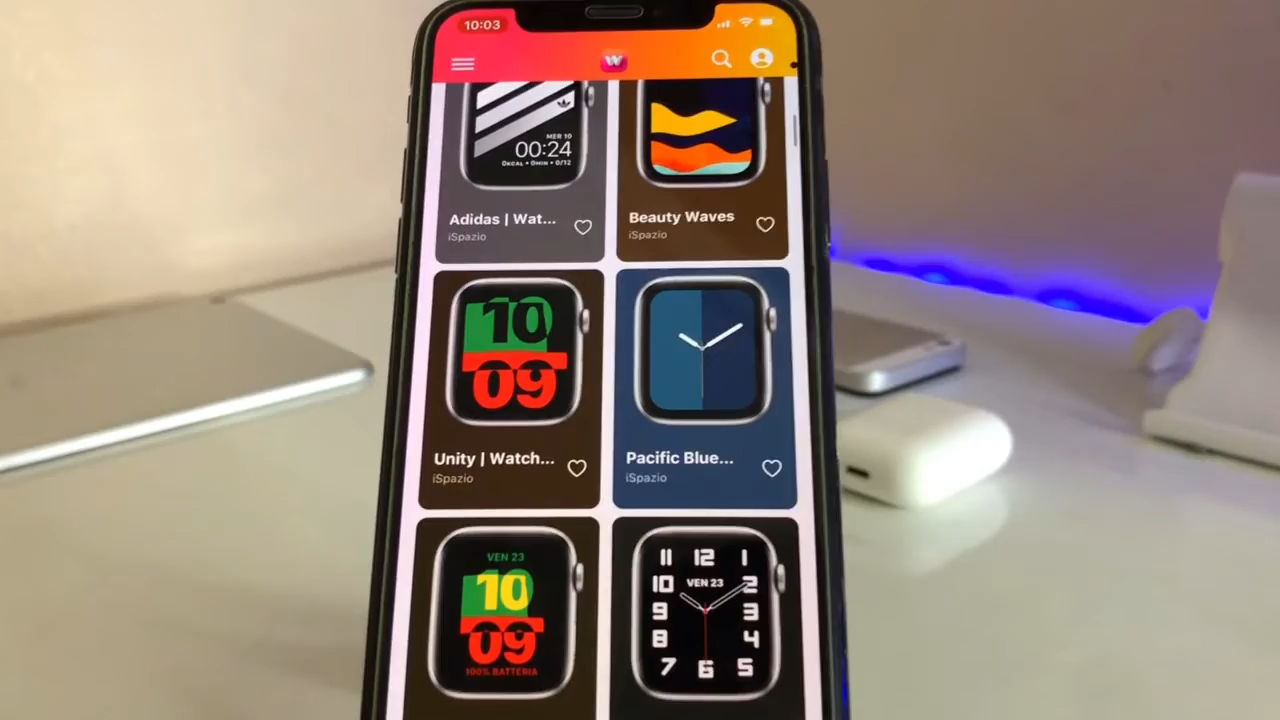 10:03
W
MER 10
00:24
0KCAL • 0MIN • 0/12
Adidas | Wat...
iSpazio
Beauty Waves
iSpazio
10
09
Unity | Watch...
iSpazio
Pacific Blue...
iSpazio
VEN 23
10
09
100% BATTERIA
11 12 1
10 VEN 23 2
9 3
8 4
7 6 5